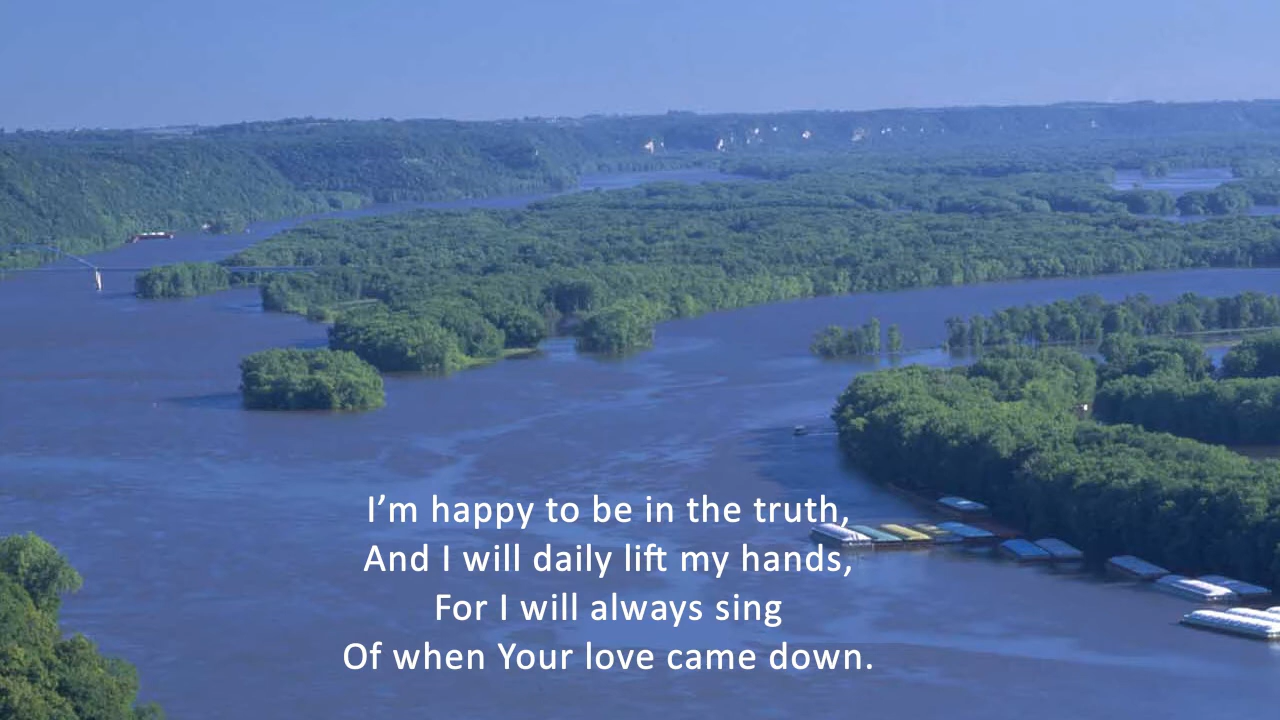 I’m happy to be in the truth,
And I will daily lift my hands,
For I will always sing
Of when Your love came down.